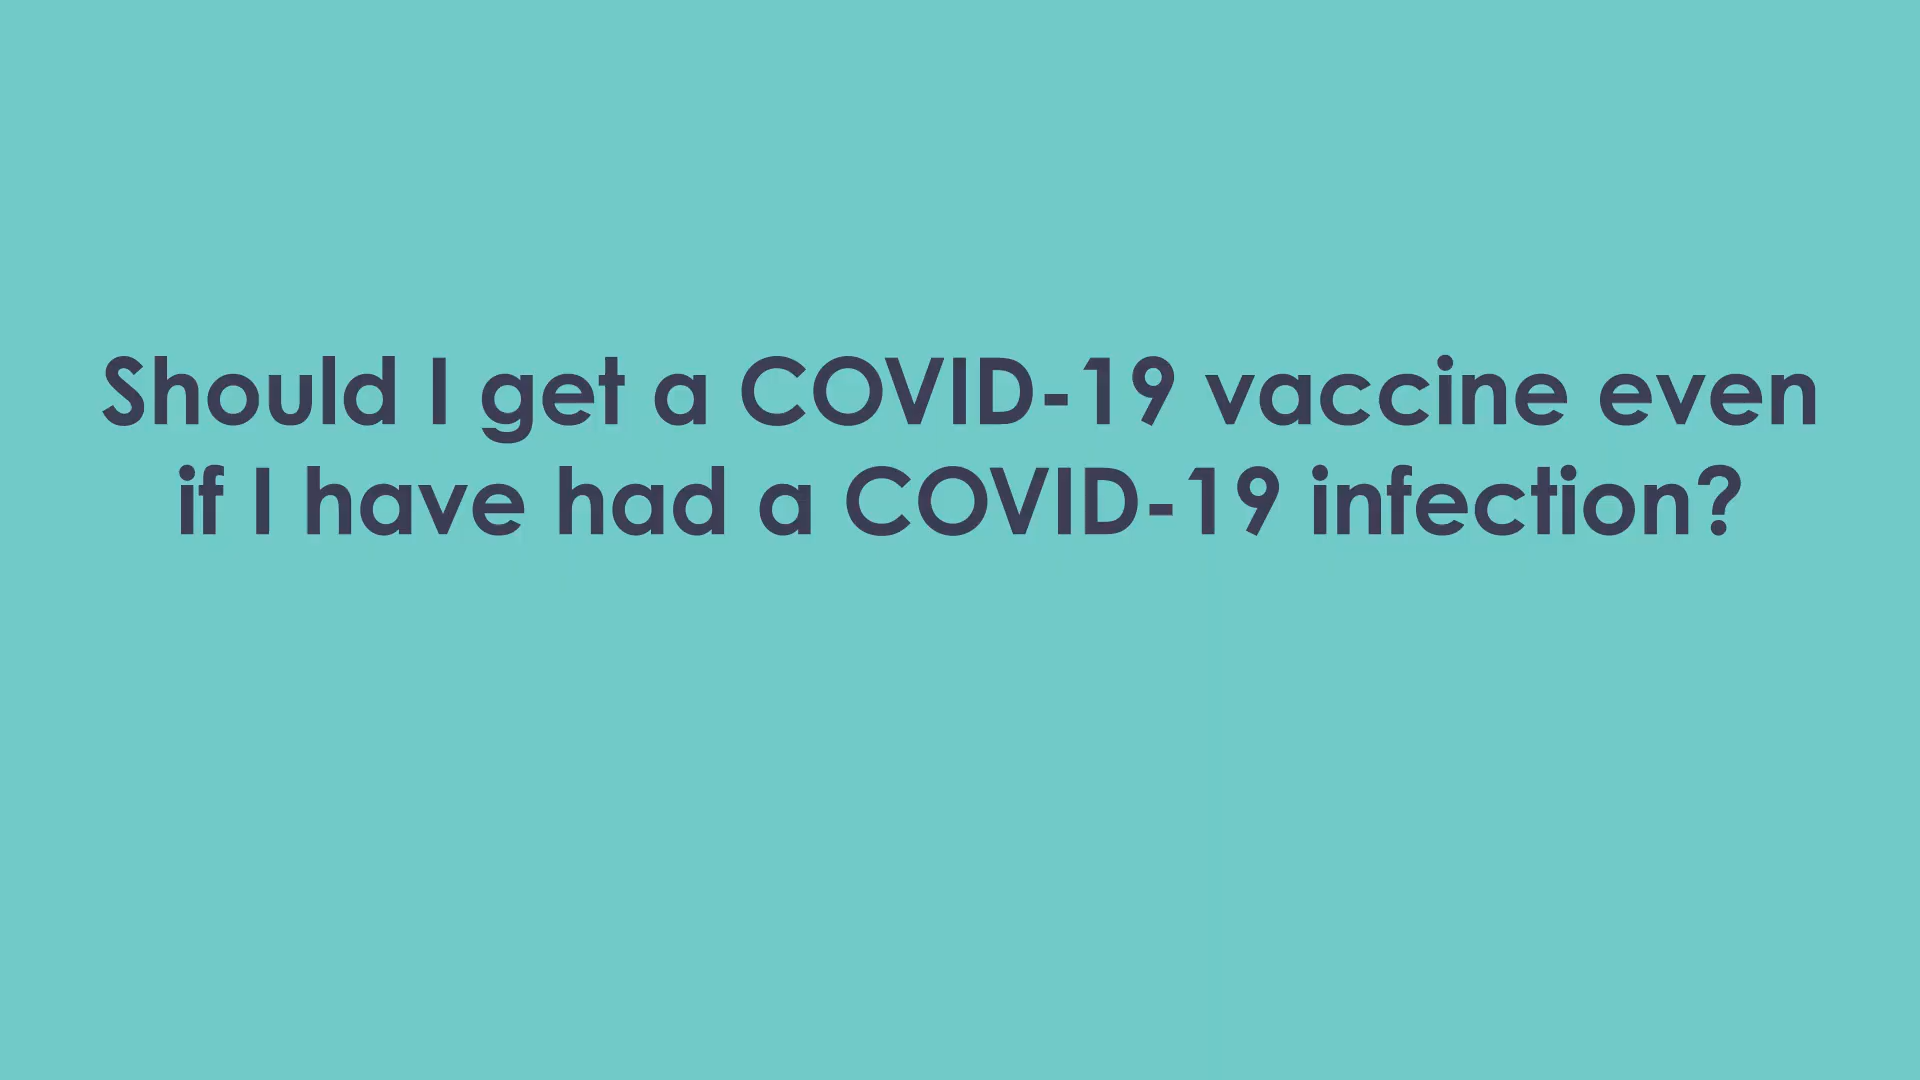 Should I get a COVID-19 vaccine even
if I have had a COVID-19 infection?